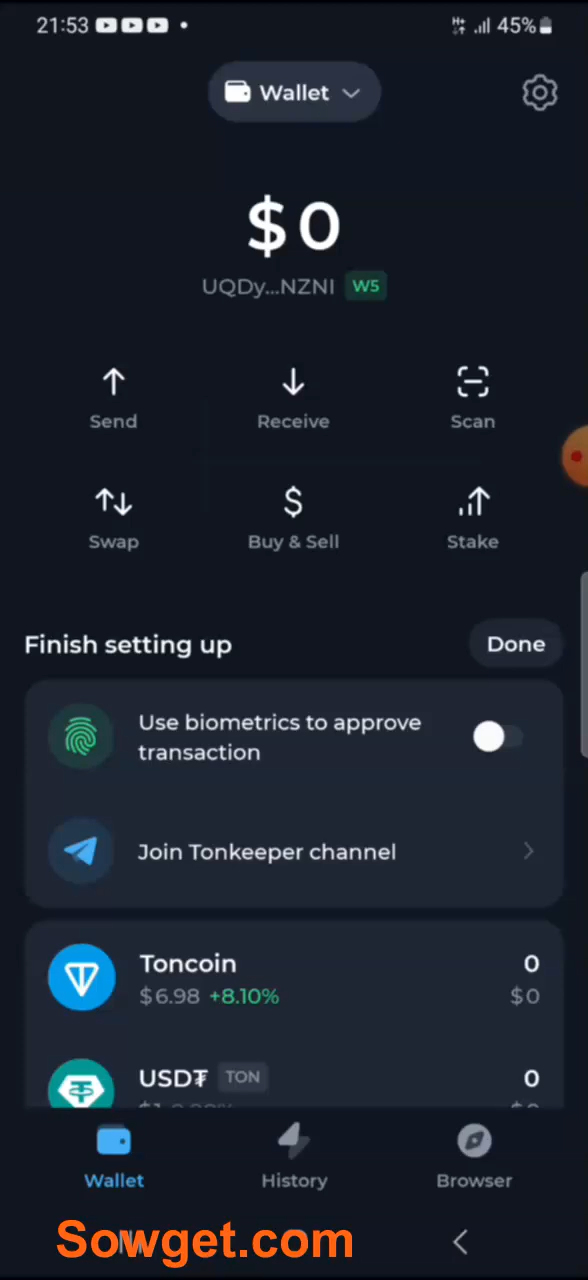 21:53
45%
Wallet
$0
UQDy...NZNI W5
Send Receive Scan
Swap Buy & Sell Stake
Finish setting up Done
Use biometrics to approve
transaction
Join Tonkeeper channel
Toncoin 0
$6.98 +8.10% $0
USD₮ TON 0
Wallet History Browser
Sowget.com